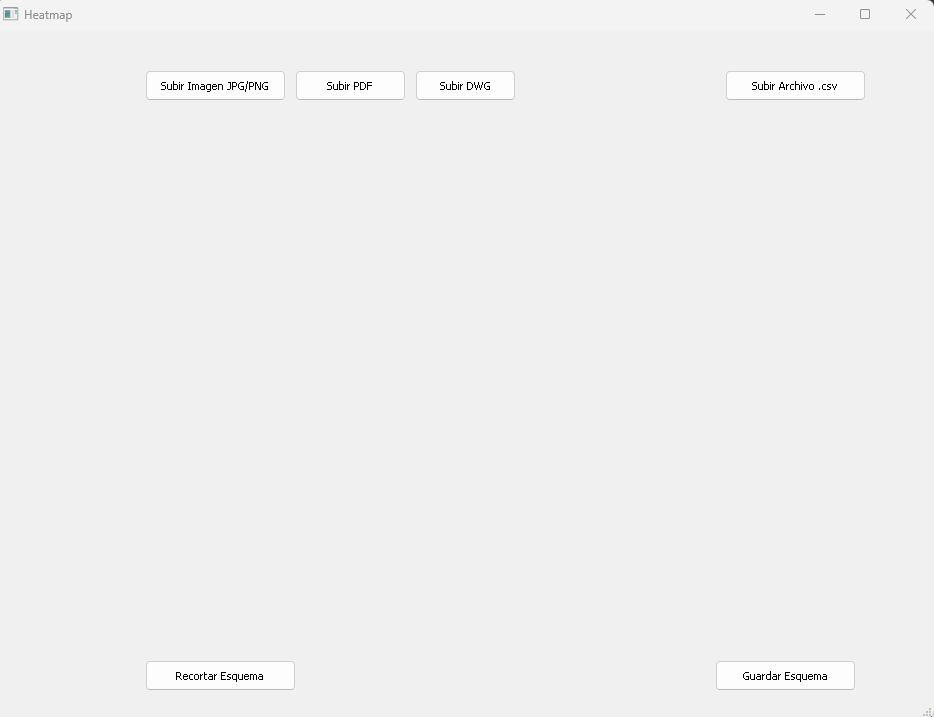 Heatmap
Subir Imagen JPG/PNG Subir PDF Subir DWG Subir Archivo .csv
Recortar Esquema Guardar Esquema